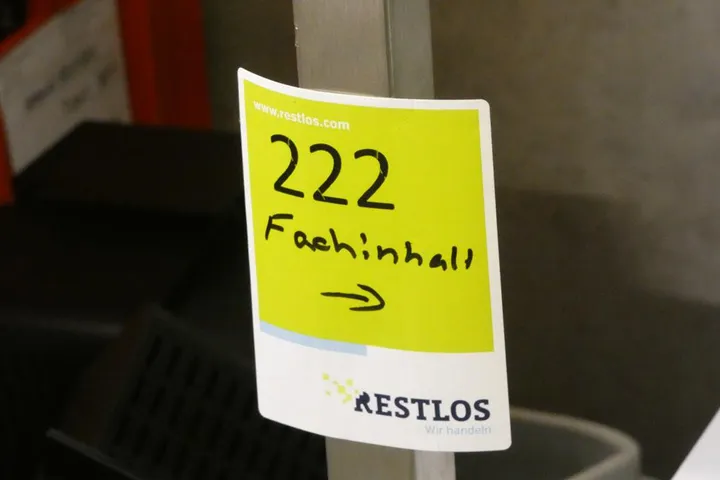 www.restlos.com
222
Fachinhalt
→
RESTLOS
Wir handeln